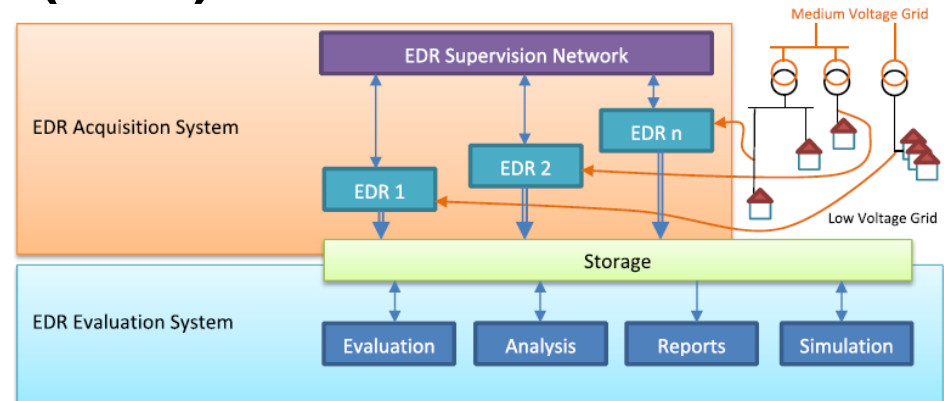 Medium Voltage Grid
EDR Supervision Network
EDR Acquisition System
EDR n
EDR 2
EDR 1
Low Voltage Grid
Storage
EDR Evaluation System
Evaluation
Analysis
Reports
Simulation